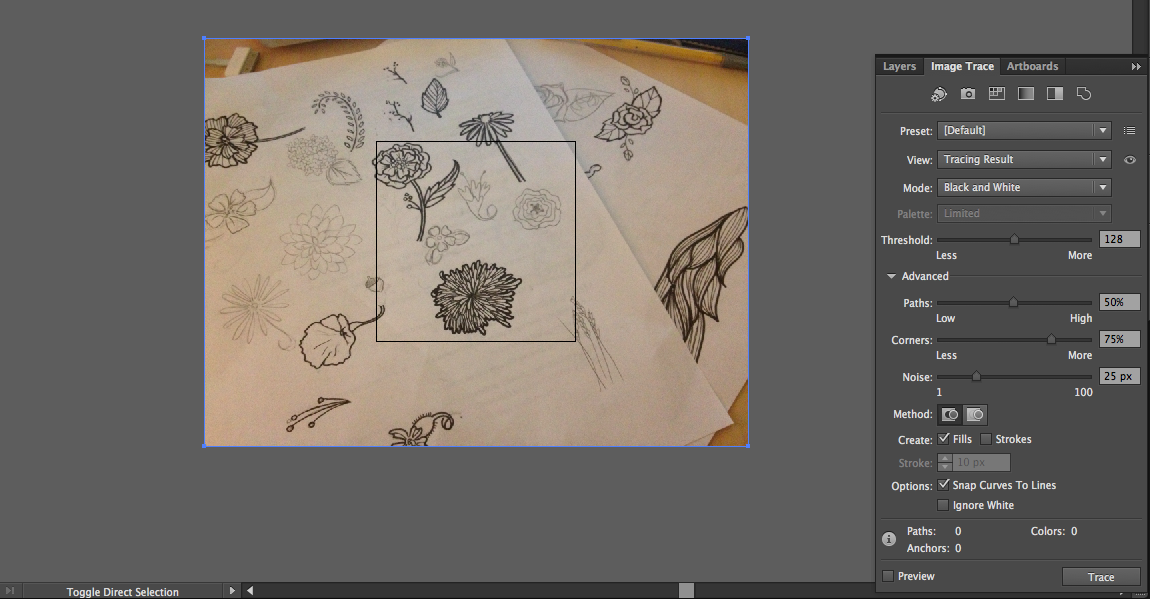 Layers Image Trace Artboards
Preset: [Default]
View: Tracing Result
Mode: Black and White
Palette: Limited
Threshold: 128
Less More
Advanced
Paths: 50%
Low High
Corners: 75%
Less More
Noise: 25 px
1 100
Method:
Create: Fills Strokes
Stroke: 10 px
Options: Snap Curves To Lines
Ignore White
Paths: 0 Colors: 0
Anchors: 0
Preview Trace
Toggle Direct Selection